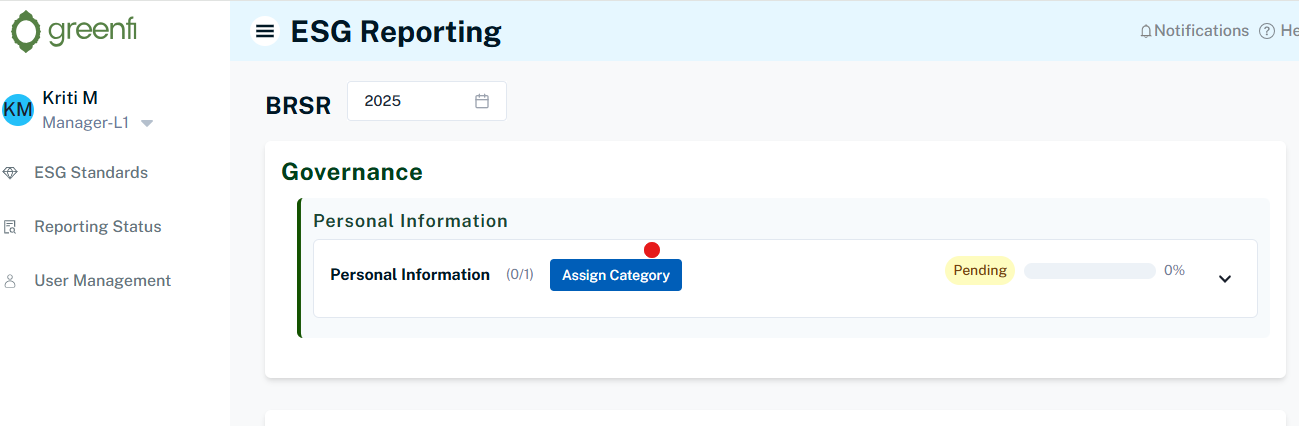 greenfi
ESG Reporting
Notifications
KM
Kriti M
Manager-L1
ESG Standards
Reporting Status
User Management
BRSR
2025
Governance
Personal Information
Personal Information (0/1) Assign Category Pending 0%